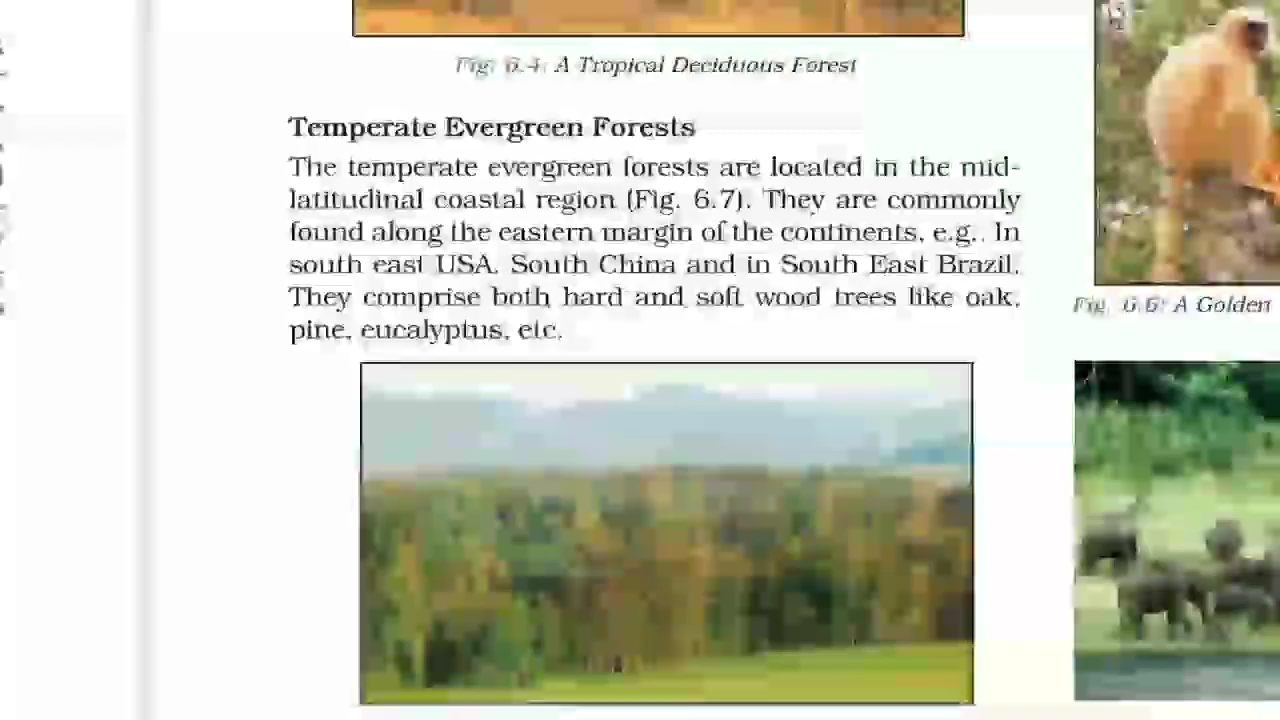 Fig. 6.4: A Tropical Deciduous Forest
Temperate Evergreen Forests
The temperate evergreen forests are located in the mid-
latitudinal coastal region (Fig. 6.7). They are commonly
found along the eastern margin of the continents, e.g., In
south east USA, South China and in South East Brazil.
They comprise both hard and soft wood trees like oak,
pine, eucalyptus, etc.
Fig. 6.6: A Golden